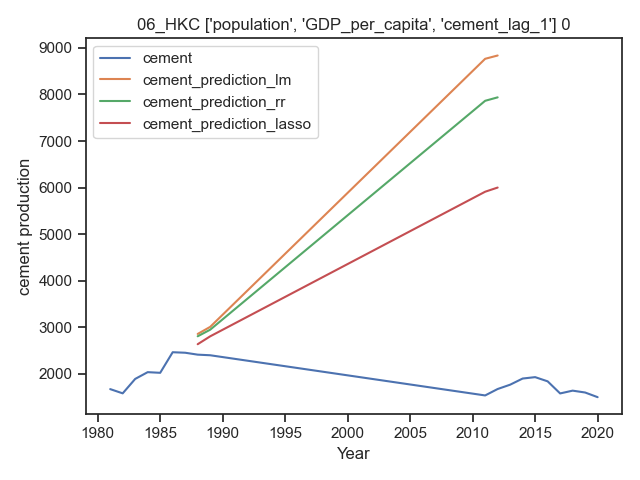 06_HKC ['population', 'GDP_per_capita', 'cement_lag_1'] 0
cement
cement_prediction_lm
cement_prediction_rr
cement_prediction_lasso
9000
8000
7000
6000
5000
4000
3000
2000
cement production
1980 1985 1990 1995 2000 2005 2010 2015 2020
Year